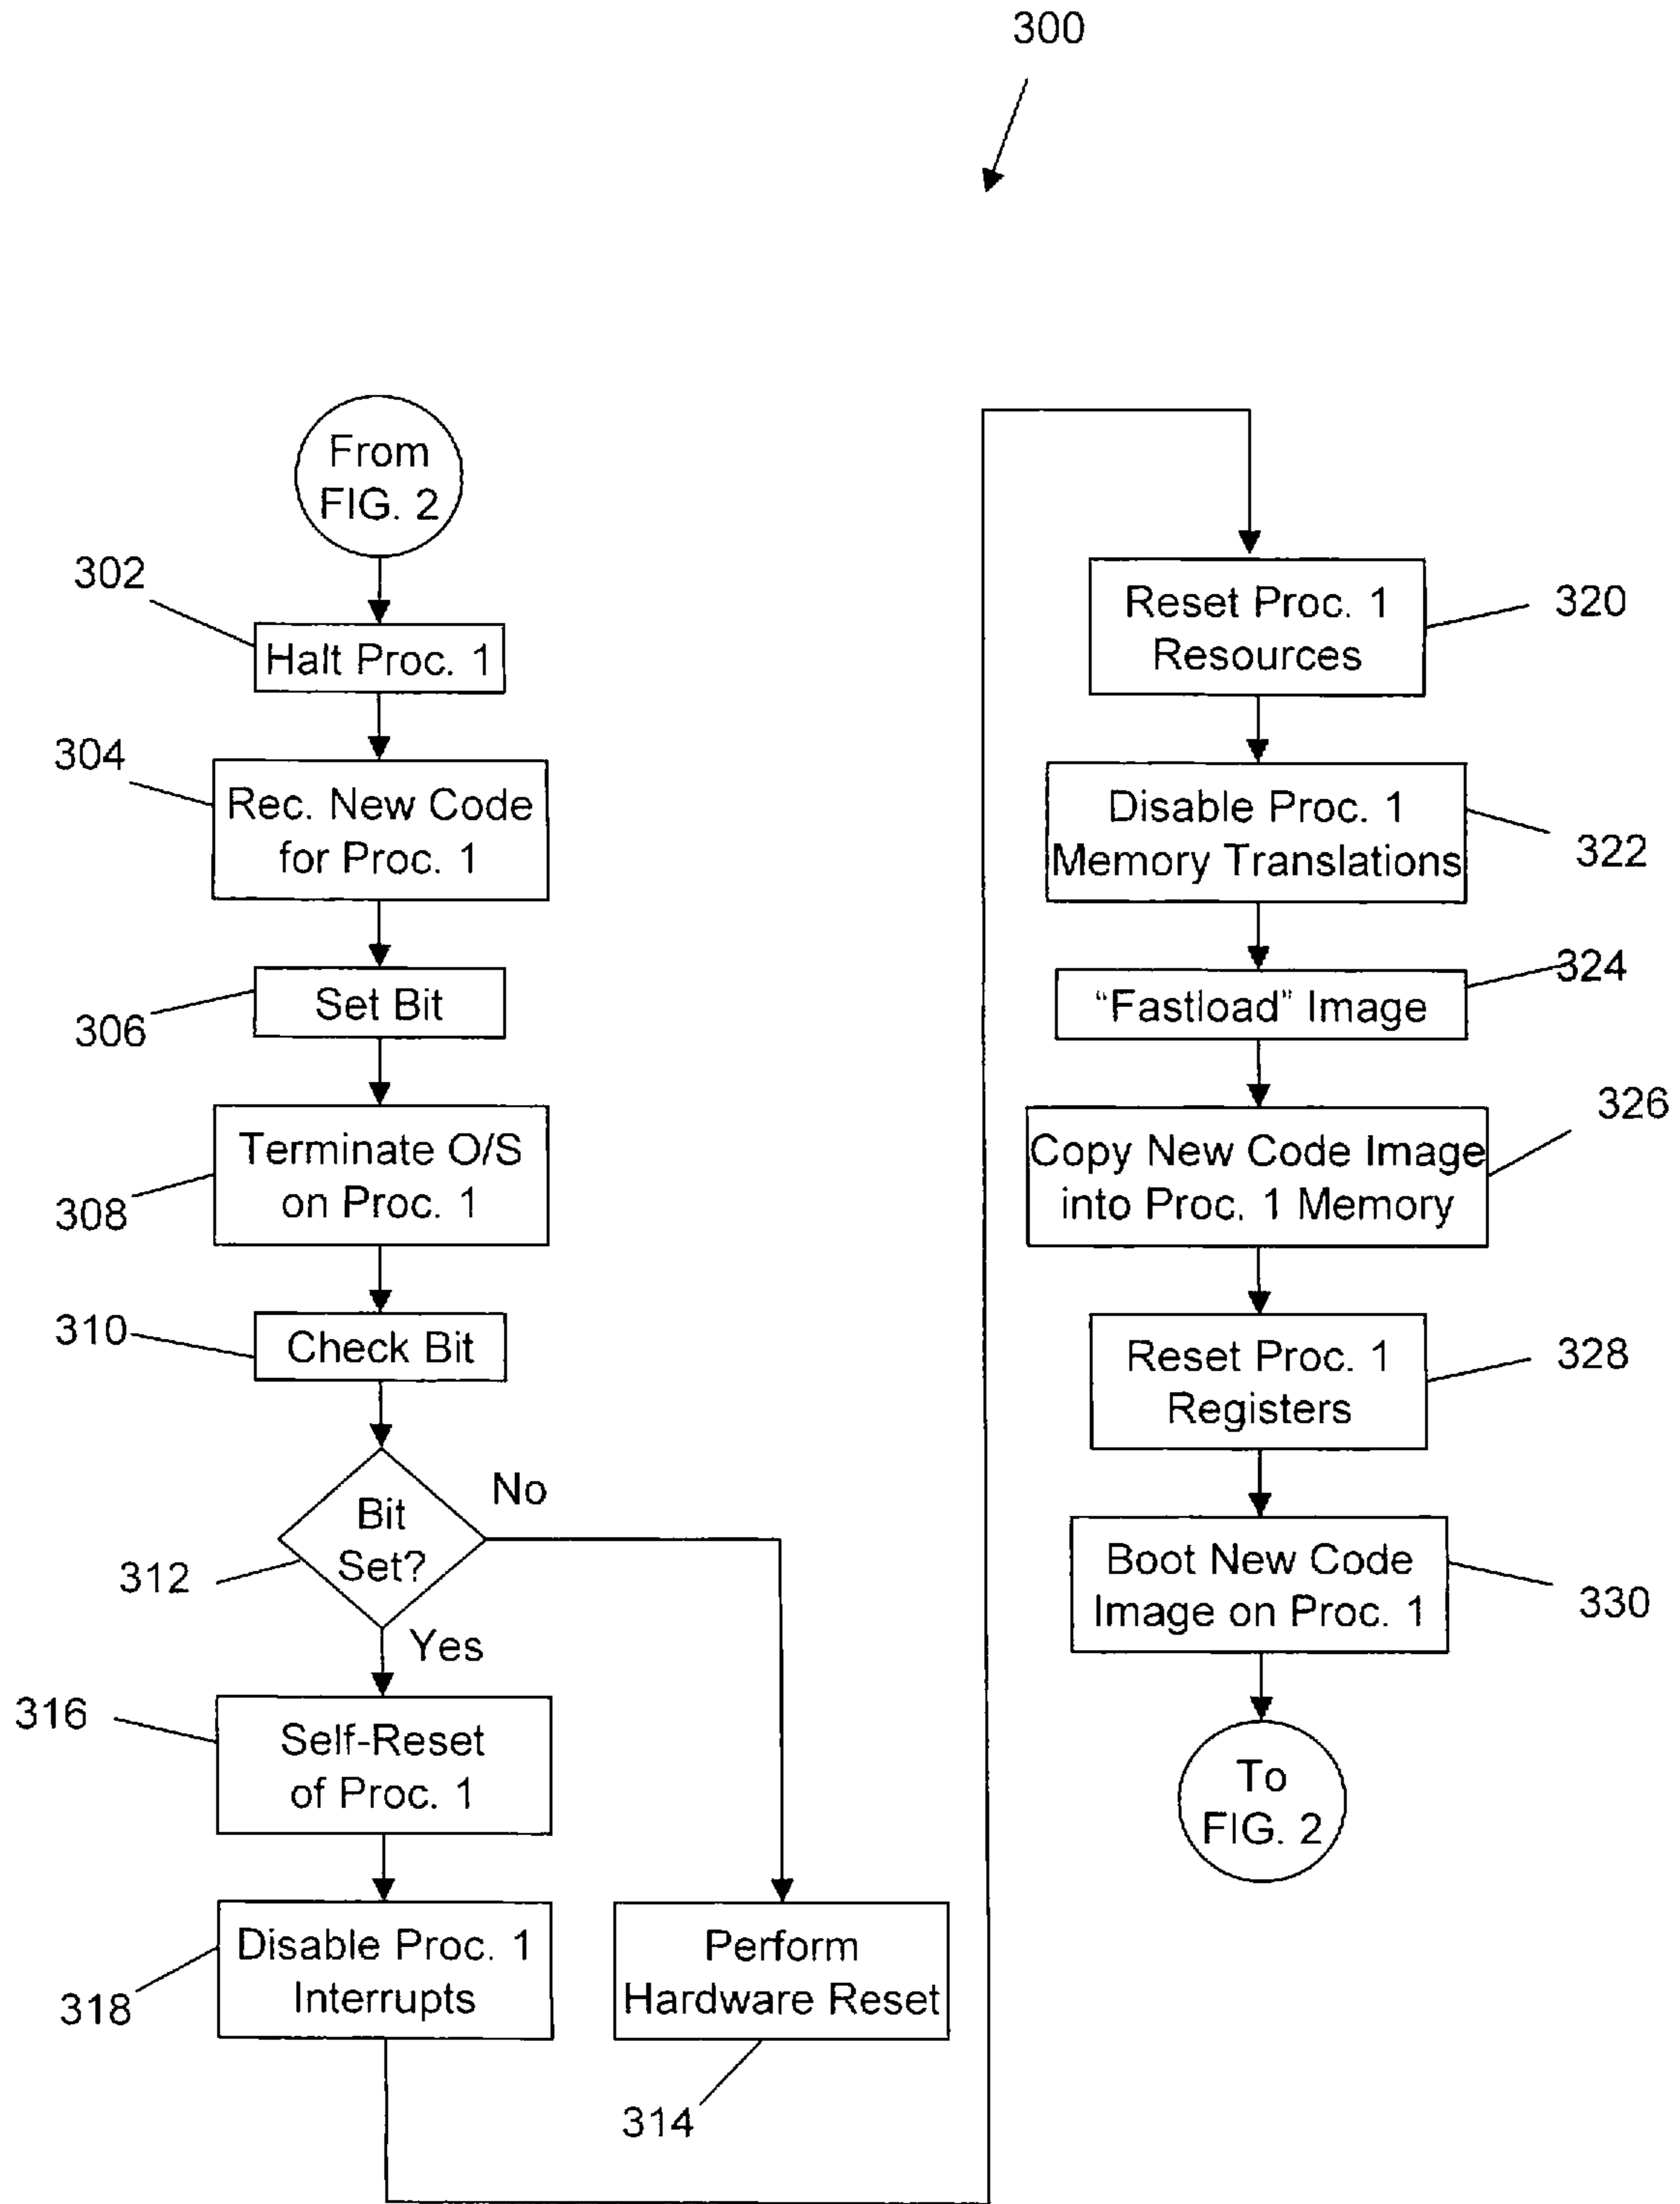 300
From
FIG. 2
302
Halt Proc. 1
304
Rec. New Code
for Proc. 1
306
Set Bit
308
Terminate O/S
on Proc. 1
310
Check Bit
312
Bit
Set?
No
Yes
316
Self-Reset
of Proc. 1
318
Disable Proc. 1
Interrupts
Perform
Hardware Reset
314
Reset Proc. 1
Resources
320
Disable Proc. 1
Memory Translations
322
“Fastload” Image
324
Copy New Code Image
into Proc. 1 Memory
326
Reset Proc. 1
Registers
328
Boot New Code
Image on Proc. 1
330
To
FIG. 2